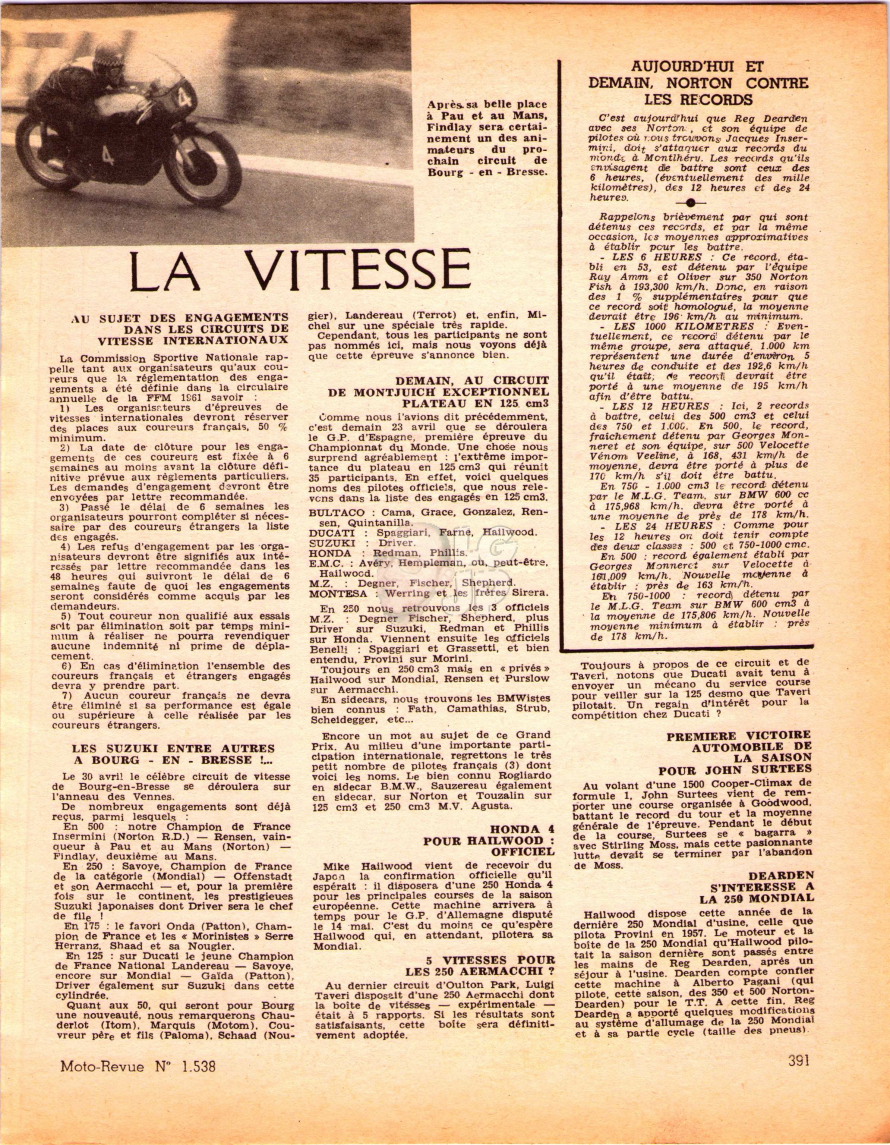 Après sa belle place
à Pau et au Mans,
Findlay sera certai-
nement un des ani-
mateurs du pro-
chain circuit de
Bourg - en - Bresse.
LA VITESSE
AU SUJET DES ENGAGEMENTS
DANS LES CIRCUITS DE
VITESSE INTERNATIONAUX
La Commission Sportive Nationale rap-
pelle tant aux organisateurs qu'aux cou-
reurs que la réglementation des enga-
gements a été définie dans la circulaire
annuelle de la FFM 1961 savoir :
1) Les organisateurs d'épreuves de
vitesses internationales devront réserver
des places aux coureurs français, 50 %
minimum.
2) La date de clôture pour les enga-
gements de ces coureurs est fixée à 6
semaines au moins avant la clôture défi-
nitive prévue aux règlements particuliers.
Les demandes d'engagement devront être
envoyées par lettre recommandée.
3) Passé le délai de 6 semaines les
organisateurs pourront compléter si néces-
saire par des coureurs étrangers la liste
des engagés.
4) Les refus d'engagement par les orga-
nisateurs devront être signifiés aux inté-
ressés par lettre recommandée dans les
48 heures qui suivront le délai de 6
semaines faute de quoi les engagements
seront considérés comme acquis par les
demandeurs.
5) Tout coureur non qualifié aux essais
soit par élimination soit par temps mini-
mum à réaliser ne pourra revendiquer
aucune indemnité ni prime de dépla-
cement.
6) En cas d'élimination l'ensemble des
coureurs français et étrangers engagés
devra y prendre part.
7) Aucun coureur français ne devra
être éliminé si sa performance est égale
ou supérieure à celle réalisée par les
coureurs étrangers.
LES SUZUKI ENTRE AUTRES
A BOURG - EN - BRESSE !...
Le 30 avril le célèbre circuit de vitesse
de Bourg-en-Bresse se déroulera sur
l'anneau des Vennes.
De nombreux engagements sont déjà
reçus, parmi lesquels :
En 500 : notre Champion de France
Insermini (Norton R.D.) — Rensen, vain-
queur à Pau et au Mans (Norton) —
Findlay, deuxième au Mans.
En 250 : Savoye, Champion de France
de la catégorie (Mondial) — Offenstadt
et son Aermacchi — et, pour la première
fois sur le continent, les prestigieues
Suzuki japonaises dont Driver sera le chef
de file !
En 175 : le favori Onda (Patton), Cham-
pion de France et les « Morinistes » Serre
Herranz, Shaad et sa Nougier.
En 125 : sur Ducati le jeune Champion
de France National Landereau — Savoye,
encore sur Mondial — Gaïda (Patton),
Driver également sur Suzuki dans cette
cylindrée.
Quant aux 50, qui seront pour Bourg
une nouveauté, nous remarquerons Chau-
derlot (Itom), Marquis (Motom), Cou-
vreur père et fils (Paloma), Schaad (Nou-
gier), Landereau (Terrot) et, enfin, Mi-
chel sur une spéciale très rapide.
Cependant, tous les participants ne sont
pas nommés ici, mais nous voyons déjà
que cette épreuve s'annonce bien.
DEMAIN, AU CIRCUIT
DE MONTJUICH EXCEPTIONNEL
PLATEAU EN 125 cm3
Comme nous l'avions dit précédemment,
c'est demain 23 avril que se déroulera
le G.P. d'Espagne, première épreuve du
Championnat du Monde. Une chose nous
surprend agréablement : l'extrême impor-
tance du plateau en 125 cm3 qui réunit
35 participants. En effet, voici quelques
noms des pilotes officiels, que nous rele-
vons dans la liste des engagés en 125 cm3.
BULTACO : Cama, Grace, Gonzalez, Ren-
sen, Quintanilla.
DUCATI : Spaggiari, Farné, Hailwood.
SUZUKI : Driver.
HONDA : Redman, Phillis.
E.M.C. : Avery, Hempleman, ou, peut-être,
Hailwood.
M.Z. : Degner, Fischer, Shepherd.
MONTESA : Werring et les frères Sirera.
En 250 nous retrouvons les 3 officiels
M.Z. : Degner Fischer, Shepherd, plus
Driver sur Suzuki, Redman et Phillis
sur Honda. Viennent ensuite les officiels
Benelli : Spaggiari et Grassetti, et bien
entendu, Provini sur Morini.
Toujours en 250 cm3 mais en « privés »
Hailwood sur Mondial, Rensen et Purslow
sur Aermacchi.
En sidecars, nous trouvons les BMWistes
bien connus : Fath, Camathias, Strub,
Scheidegger, etc...
Encore un mot au sujet de ce Grand
Prix. Au milieu d'une importante parti-
cipation internationale, regrettons le très
petit nombre de pilotes français (3) dont
voici les noms. Le bien connu Rogliardo
en sidecar B.M.W., Sauzereau également
en sidecar, sur Norton et Touzalin sur
125 cm3 et 250 cm3 M.V. Agusta.
HONDA 4
POUR HAILWOOD :
OFFICIEL
Mike Hailwood vient de recevoir du
Japon la confirmation officielle qu'il
espérait : il disposera d'une 250 Honda 4
pour les principales courses de la saison
européenne. Cette machine arrivera à
temps pour le G.P. d'Allemagne disputé
le 14 mai. C'est du moins ce qu'espère
Hailwood qui, en attendant, pilotera sa
Mondial.
5 VITESSES POUR
LES 250 AERMACCHI ?
Au dernier circuit d'Oulton Park, Luigi
Taveri disposait d'une 250 Aermacchi dont
la boîte de vitesses — expérimentale —
était à 5 rapports. Si les résultats sont
satisfaisants, cette boîte sera définiti-
vement adoptée.
AUJOURD'HUI ET
DEMAIN, NORTON CONTRE
LES RECORDS
C'est aujourd'hui que Reg Dearden
avec ses Norton, et son équipe de
pilotes où nous trouvons Jacques Inser-
mini, doit s'attaquer aux records du
monde à Montlhéry. Les records qu'ils
envisagent de battre sont ceux des
6 heures, (éventuellement des mille
kilomètres), des 12 heures et des 24
heures.
Rappelons brièvement par qui sont
détenus ces records, et par la même
occasion, les moyennes approximatives
à établir pour les battre.
- LES 6 HEURES : Ce record, éta-
bli en 53, est détenu par l'équipe
Ray Amm et Oliver sur 350 Norton
Fish à 193,300 km/h. Donc, en raison
des 1 % supplémentaires pour que
ce record soit homologué, la moyenne
devrait être 196 km/h au minimum.
- LES 1000 KILOMETRES : Even-
tuellement, ce record détenu par le
même groupe, sera attaqué. 1.000 km
représentent une durée d'environ 5
heures de conduite et des 192,6 km/h
qu'il était, ce record devrait être
porté à une moyenne de 195 km/h
afin d'être battu.
- LES 12 HEURES : Ici, 2 records
à battre, celui des 500 cm3 et celui
des 750 et 1.000. En 500, le record,
fraichement détenu par Georges Mon-
neret et son équipe, sur 500 Velocette
Vénom Veeline, à 168, 431 km/h de
moyenne, devra être porté à plus de
170 km/h s'il doit être battu.
En 750 - 1.000 cm3 le record détenu
par le M.L.G. Team, sur BMW 600 cc
à 175,968 km/h. devra être porté à
une moyenne de près de 178 km/h.
- LES 24 HEURES : Comme pour
les 12 heures on doit tenir compte
des deux classes : 500 et 750-1000 cmc.
En 500 : record également établi par
Georges Monneret sur Velocette à
161,009 km/h. Nouvelle moyenne à
établir : près de 163 km/h.
En 750-1000 : record détenu par
le M.L.G. Team sur BMW 600 cm3 à
la moyenne de 175,806 km/h. Nouvelle
moyenne minimum à établir : près
de 178 km/h.
Toujours à propos de ce circuit et de
Taveri, notons que Ducati avait tenu à
envoyer un mécano du service course
pour veiller sur la 125 desmo que Taveri
pilotait. Un regain d'intérêt pour la
compétition chez Ducati ?
PREMIERE VICTOIRE
AUTOMOBILE DE
LA SAISON
POUR JOHN SURTEES
Au volant d'une 1500 Cooper-Climax de
formule 1, John Surtees vient de rem-
porter une course organisée à Goodwood,
battant le record du tour et la moyenne
générale de l'épreuve. Pendant le début
de la course, Surtees se « bagarra »
avec Stirling Moss, mais cette pasionnante
lutte devait se terminer par l'abandon
de Moss.
DEARDEN
S'INTERESSE A
LA 250 MONDIAL
Hailwood dispose cette année de la
dernière 250 Mondial d'usine, celle que
pilota Provini en 1957. Le moteur et la
boîte de la 250 Mondial qu'Hailwood pilo-
tait la saison dernière sont passés entre
les mains de Reg Dearden, après un
séjour à l'usine. Dearden compte confier
cette machine à Alberto Pagani (qui
pilote, cette saison, des 350 et 500 Norton-
Dearden) pour le T.T. A cette fin, Reg
Dearden a apporté quelques modifications
au système d'allumage de la 250 Mondial
et à sa partie cycle (taille des pneus).
Moto-Revue N° 1.538
391